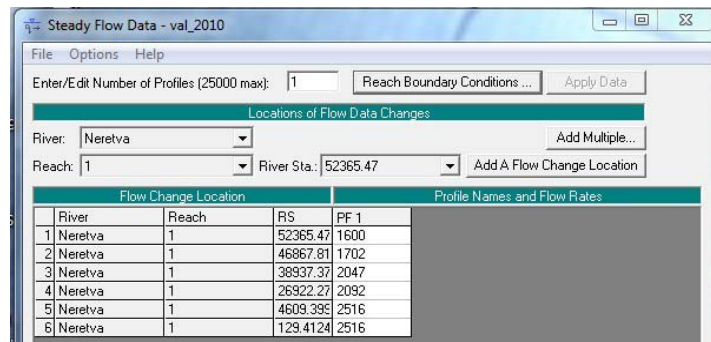 Steady Flow Data - val_2010
File Options Help
Enter/Edit Number of Profiles (25000 max): 1 Reach Boundary Conditions ... Apply Data
Locations of Flow Data Changes
River: Neretva Add Multiple...
Reach: 1 River Sta.: 52365.47 Add A Flow Change Location
Flow Change Location Profile Names and Flow Rates
River Reach RS PF 1
1 Neretva 1 52365.47 1600
2 Neretva 1 46867.81 1702
3 Neretva 1 38937.37 2047
4 Neretva 1 26922.27 2092
5 Neretva 1 4609.399 2516
6 Neretva 1 129.4124 2516